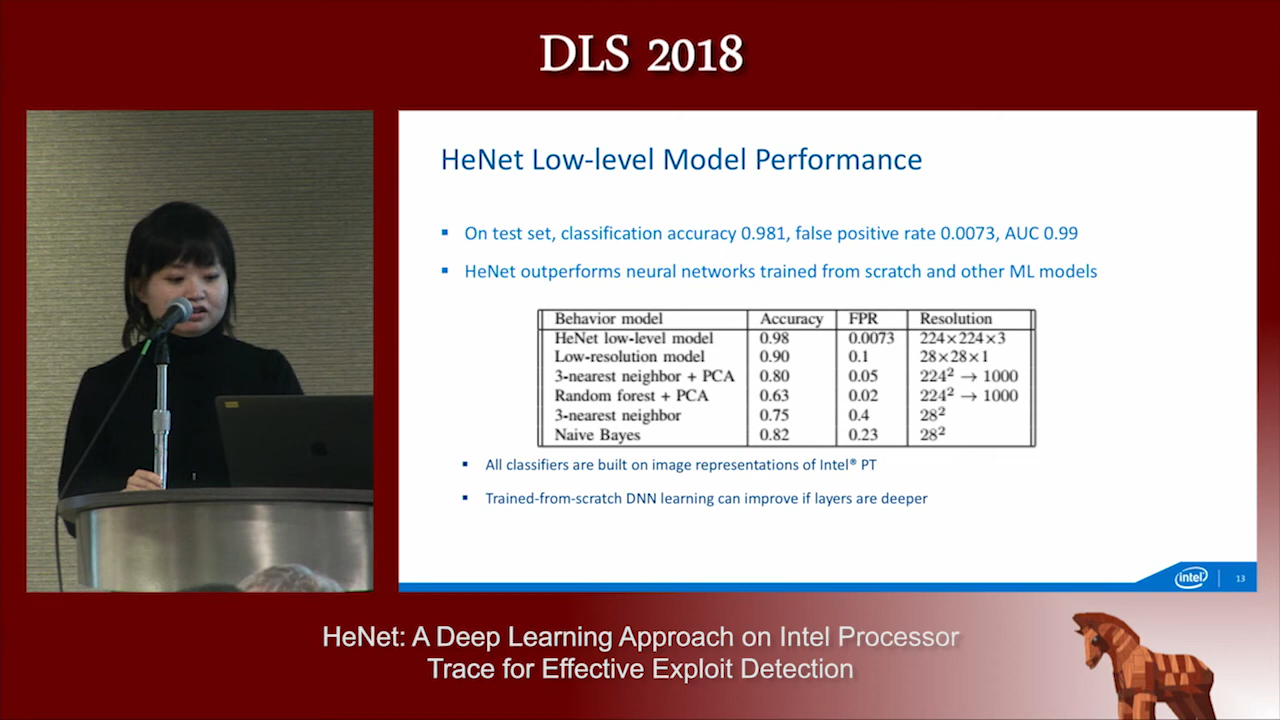 DLS 2018
HeNet Low-level Model Performance
▪ On test set, classification accuracy 0.981, false positive rate 0.0073, AUC 0.99
▪ HeNet outperforms neural networks trained from scratch and other ML models
Behavior model Accuracy FPR Resolution
HeNet low-level model 0.98 0.0073 224×224×3
Low-resolution model 0.90 0.1 28×28×1
3-nearest neighbor + PCA 0.80 0.05 224² → 1000
Random forest + PCA 0.63 0.02 224² → 1000
3-nearest neighbor 0.75 0.4 28²
Naive Bayes 0.82 0.23 28²
▪ All classifiers are built on image representations of Intel® PT
▪ Trained-from-scratch DNN learning can improve if layers are deeper
intel 13
HeNet: A Deep Learning Approach on Intel Processor
Trace for Effective Exploit Detection